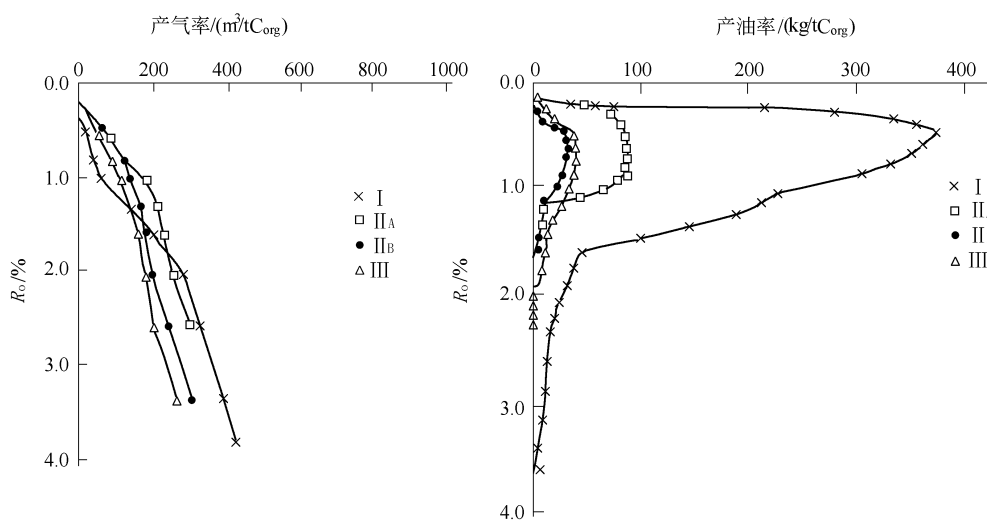 产气率/(m³/tCorg)
0 200 400 600 800 1000
0.0
1.0
2.0
3.0
4.0
Ro/%
× I
□ IIA
● IIB
△ III
产油率/(kg/tCorg)
0 100 200 300 400
0.0
1.0
2.0
3.0
4.0
Ro/%
× I
□ II
● II
△ III